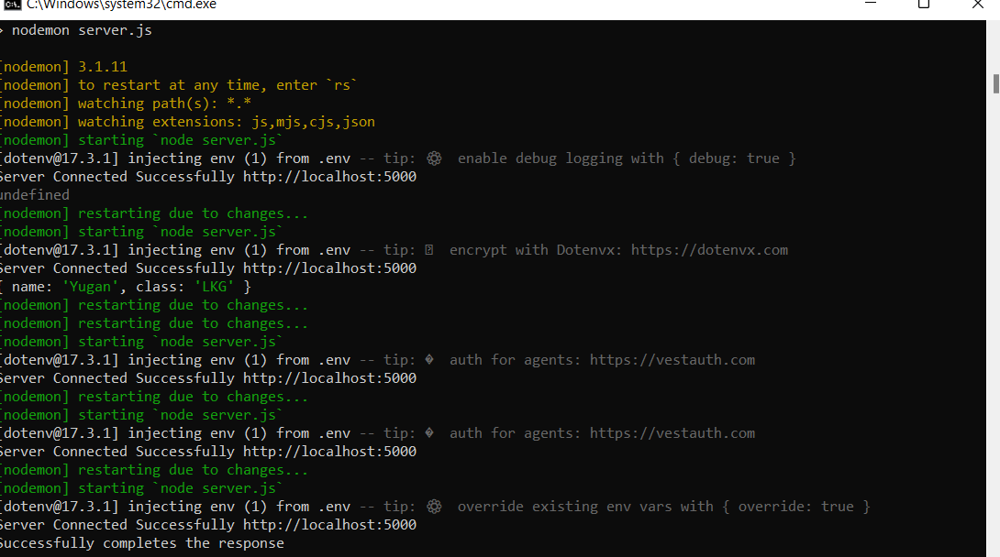 C:\Windows\system32\cmd.exe
> nodemon server.js
[nodemon] 3.1.11
[nodemon] to restart at any time, enter `rs`
[nodemon] watching path(s): *.*
[nodemon] watching extensions: js,mjs,cjs,json
[nodemon] starting `node server.js`
[dotenv@17.3.1] injecting env (1) from .env -- tip: ⚙️ enable debug logging with { debug: true }
Server Connected Successfully http://localhost:5000
undefined
[nodemon] restarting due to changes...
[nodemon] starting `node server.js`
[dotenv@17.3.1] injecting env (1) from .env -- tip: � encrypt with Dotenvx: https://dotenvx.com
Server Connected Successfully http://localhost:5000
{ name: 'Yugan', class: 'LKG' }
[nodemon] restarting due to changes...
[nodemon] restarting due to changes...
[nodemon] starting `node server.js`
[dotenv@17.3.1] injecting env (1) from .env -- tip: � auth for agents: https://vestauth.com
Server Connected Successfully http://localhost:5000
[nodemon] restarting due to changes...
[nodemon] starting `node server.js`
[dotenv@17.3.1] injecting env (1) from .env -- tip: � auth for agents: https://vestauth.com
Server Connected Successfully http://localhost:5000
[nodemon] restarting due to changes...
[nodemon] starting `node server.js`
[dotenv@17.3.1] injecting env (1) from .env -- tip: ⚙️ override existing env vars with { override: true }
Server Connected Successfully http://localhost:5000
Successfully completes the response